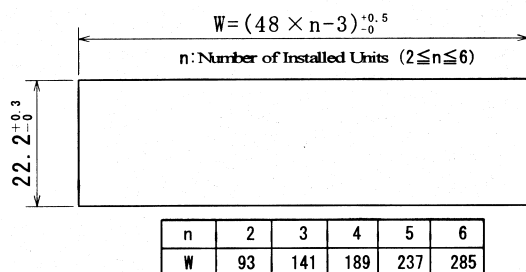 W=(48×n-3)+0.5 -0
n:Number of Installed Units (2≦n≦6)
22.2+0.3 -0
n 2 3 4 5 6
W 93 141 189 237 285